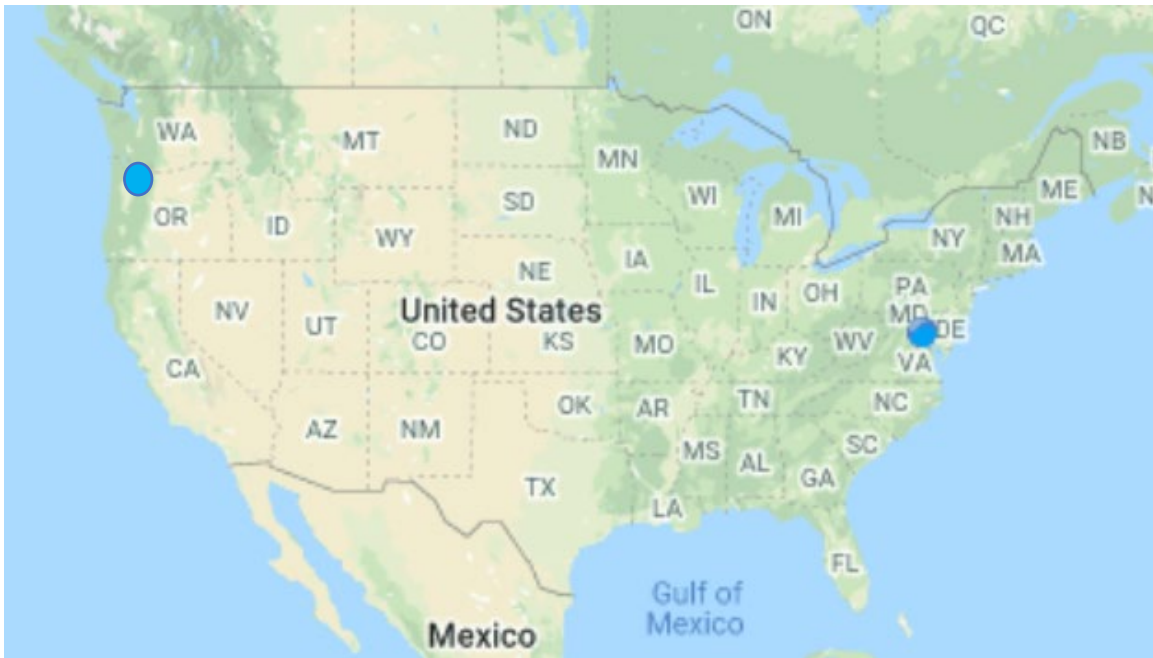 ON
QC
WA
MT
ND
MN
NB
OR
ID
SD
WI
MI
ME
N
WY
NY
NH
MA
NE
IA
IL
IN
OH
PA
NV
UT
United States
CO
KS
MO
KY
WV
MD
DE
VA
CA
AZ
NM
OK
AR
TN
NC
MS
AL
SC
GA
TX
LA
FL
Gulf of
Mexico
Mexico